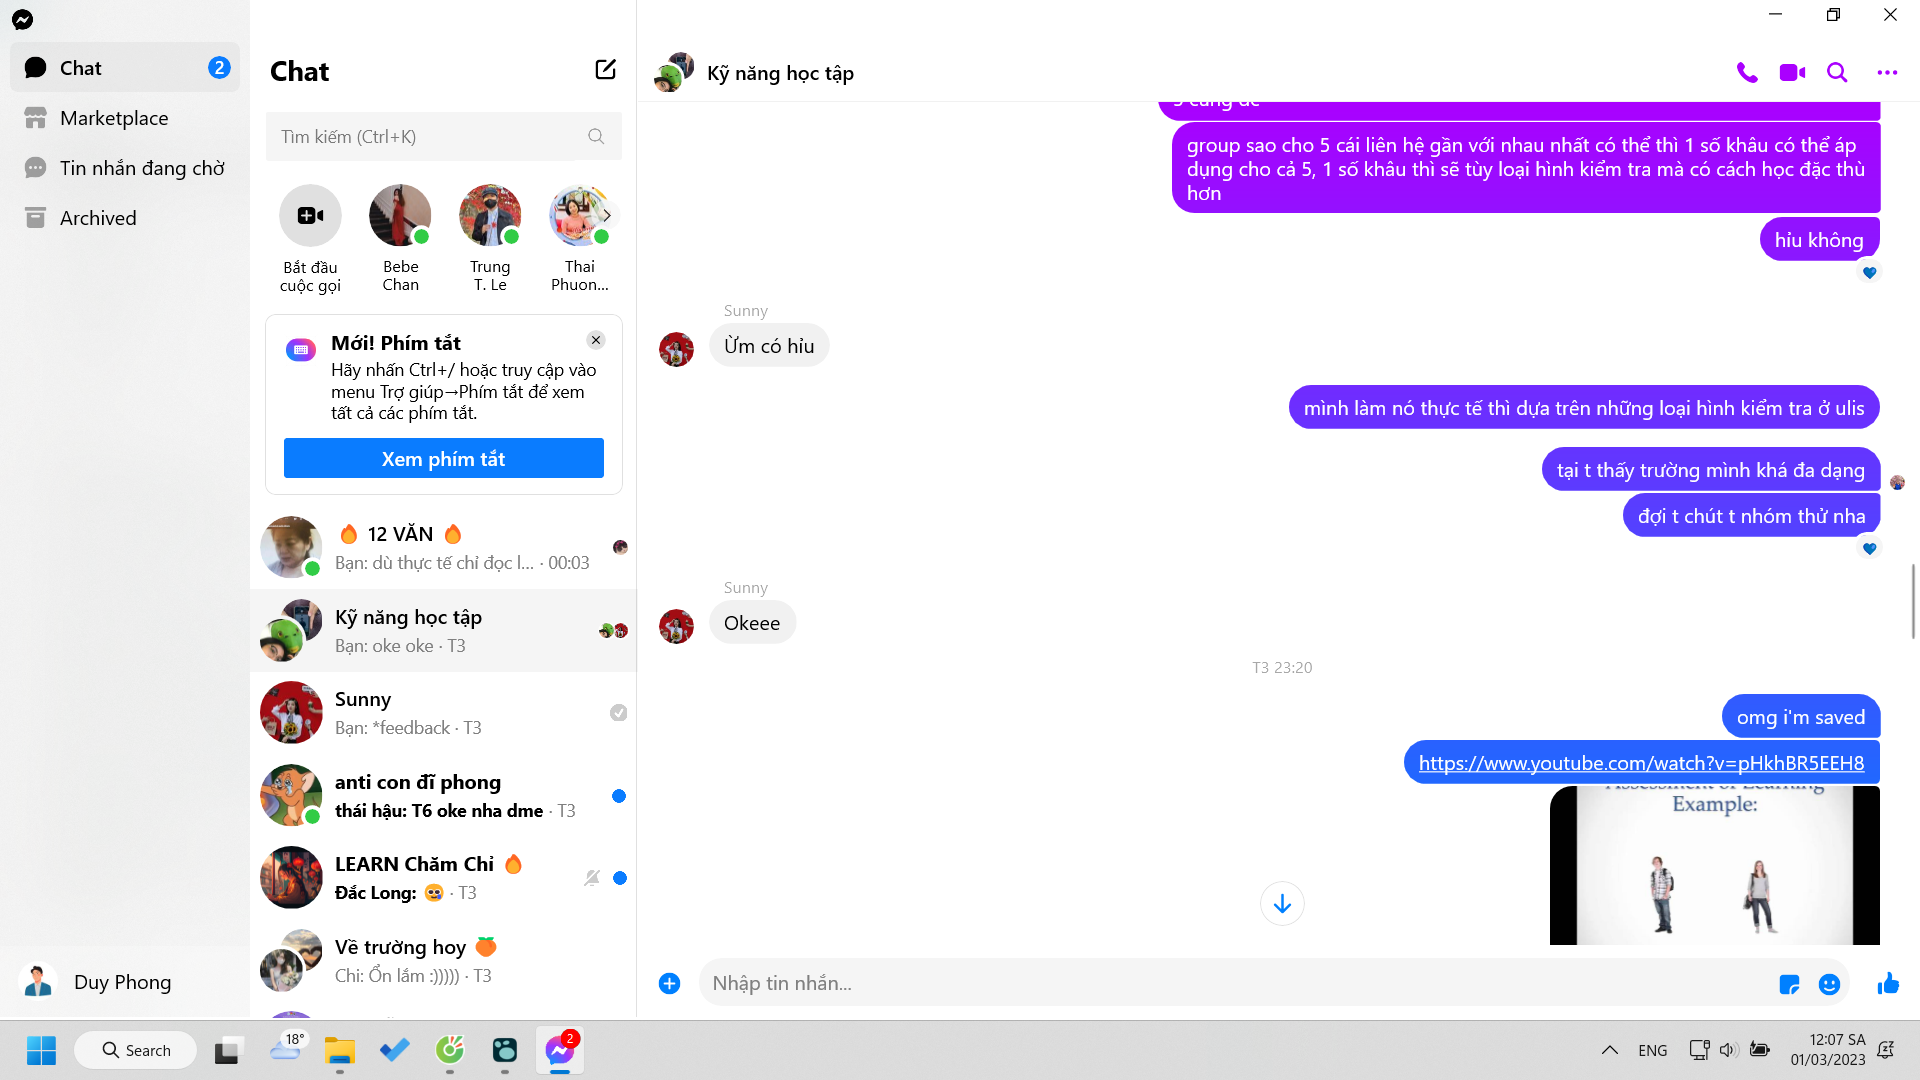 Chat
2
Marketplace
Tin nhắn đang chờ
Archived
Duy Phong
Chat
Tìm kiếm (Ctrl+K)
Bắt đầu
cuộc gọi
Bebe
Chan
Trung
T. Le
Thai
Phuon...
Mới! Phím tắt
Hãy nhấn Ctrl+/ hoặc truy cập vào
menu Trợ giúp→Phím tắt để xem
tất cả các phím tắt.
Xem phím tắt
🔥 12 VĂN 🔥
Bạn: dù thực tế chỉ đọc l... · 00:03
Kỹ năng học tập
Bạn: oke oke · T3
Sunny
Bạn: *feedback · T3
anti con đĩ phong
thái hậu: T6 oke nha dme · T3
LEARN Chăm Chỉ 🔥
Đắc Long: · T3
Về trường hoy 🍑
Chi: Ổn lắm :))))) · T3
Kỹ năng học tập
group sao cho 5 cái liên hệ gần với nhau nhất có thể thì 1 số khâu có thể áp
dụng cho cả 5, 1 số khâu thì sẽ tùy loại hình kiểm tra mà có cách học đặc thù
hơn
hỉu không
Sunny
Ừm có hỉu
mình làm nó thực tế thì dựa trên những loại hình kiểm tra ở ulis
tại t thấy trường mình khá đa dạng
đợi t chút t nhóm thử nha
Sunny
Okeee
T3 23:20
omg i'm saved
https://www.youtube.com/watch?v=pHkhBR5EEH8
Assessment of Learning
Example:
Nhập tin nhắn...
Search
18°
2
ENG
12:07 SA
01/03/2023